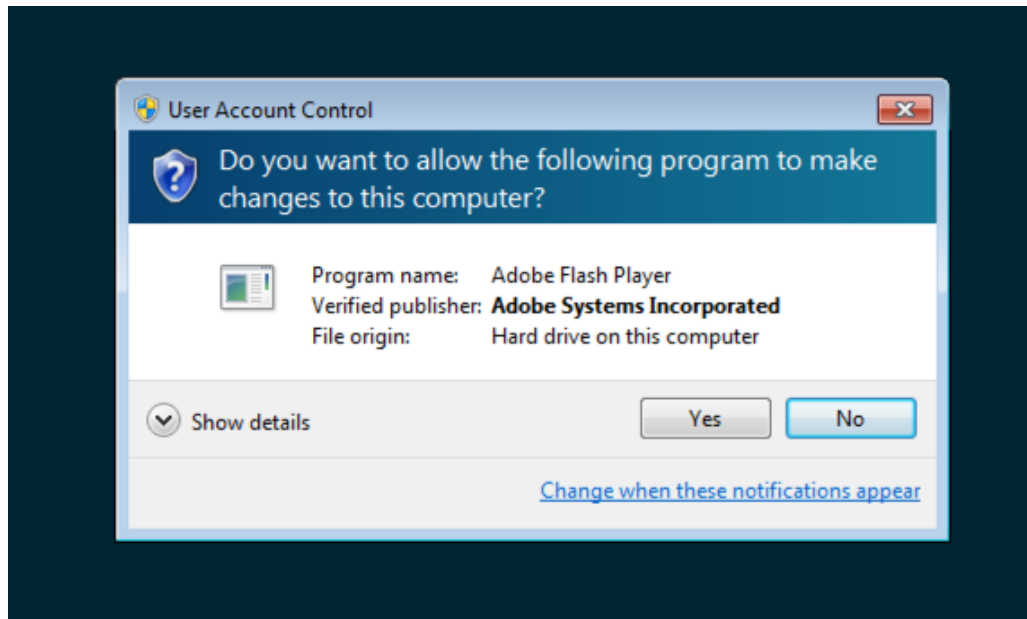 User Account Control
Do you want to allow the following program to make
changes to this computer?
Program name: Adobe Flash Player
Verified publisher: Adobe Systems Incorporated
File origin: Hard drive on this computer
Show details
Yes
No
Change when these notifications appear